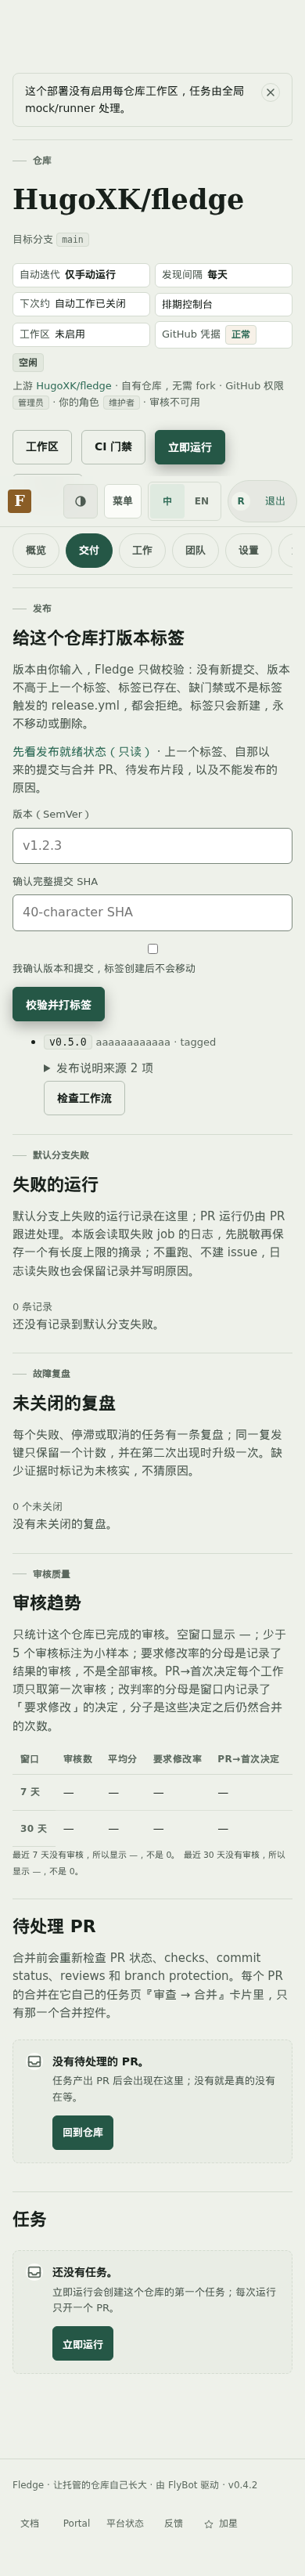 这个部署没有启用每仓库工作区，任务由全局
mock/runner 处理。
仓库
HugoXK/fledge
目标分支 main
自动迭代 仅手动运行
发现间隔 每天
下次约 自动工作已关闭
排期控制台
工作区 未启用
GitHub 凭据 正常
空闲
上游 HugoXK/fledge · 自有仓库，无需 fork · GitHub 权限
管理员 · 你的角色 维护者 · 审核不可用
工作区
CI 门禁
立即运行
F
菜单
中
EN
R
退出
概览
交付
工作
团队
设置
发布
给这个仓库打版本标签
版本由你输入，Fledge 只做校验：没有新提交、版本
不高于上一个标签、标签已存在、缺门禁或不是标签
触发的 release.yml，都会拒绝。标签只会新建，永
不移动或删除。
先看发布就绪状态（只读） · 上一个标签、自那以
来的提交与合并 PR、待发布片段，以及不能发布的
原因。
版本（SemVer）
v1.2.3
确认完整提交 SHA
40-character SHA
我确认版本和提交，标签创建后不会移动
校验并打标签
v0.5.0 aaaaaaaaaaaa · tagged
发布说明来源 2 项
检查工作流
默认分支失败
失败的运行
默认分支上失败的运行记录在这里；PR 运行仍由 PR
跟进处理。本版会读取失败 job 的日志，先脱敏再保
存一个有长度上限的摘录；不重跑、不建 issue，日
志读失败也会保留记录并写明原因。
0 条记录
还没有记录到默认分支失败。
故障复盘
未关闭的复盘
每个失败、停滞或取消的任务有一条复盘；同一复发
键只保留一个计数，并在第二次出现时升级一次。缺
少证据时标记为未核实，不猜原因。
0 个未关闭
没有未关闭的复盘。
审核质量
审核趋势
只统计这个仓库已完成的审核。空窗口显示 —；少于
5 个审核标注为小样本；要求修改率的分母是记录了
结果的审核，不是全部审核。PR→首次决定每个工作
项只取第一次审核；改判率的分母是窗口内记录了
「要求修改」的决定，分子是这些决定之后仍然合并
的次数。
窗口 审核数 平均分 要求修改率 PR→首次决定
7 天 — — — —
30 天 — — — —
最近 7 天没有审核，所以显示 —，不是 0。 最近 30 天没有审核，所以
显示 —，不是 0。
待处理 PR
合并前会重新检查 PR 状态、checks、commit
status、reviews 和 branch protection。每个 PR
的合并在它自己的任务页『审查 → 合并』卡片里，只
有那一个合并控件。
没有待处理的 PR。
任务产出 PR 后会出现在这里；没有就是真的没有
在等。
回到仓库
任务
还没有任务。
立即运行会创建这个仓库的第一个任务；每次运行
只开一个 PR。
立即运行
Fledge · 让托管的仓库自己长大 · 由 FlyBot 驱动 · v0.4.2
文档
Portal
平台状态
反馈
加星